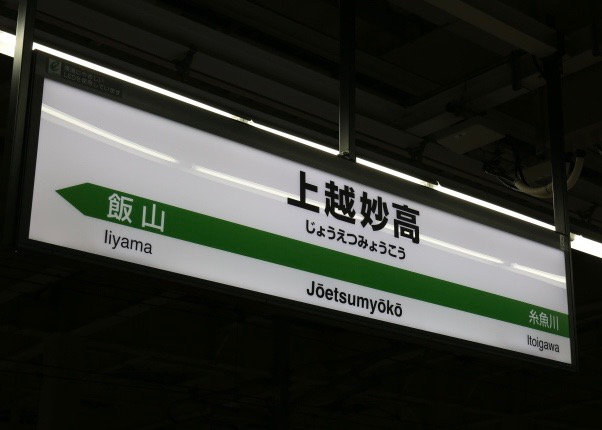 上越妙高
じょうえつみょうこう
飯山
Iiyama
Jōetsumyōkō
糸魚川
Itoigawa